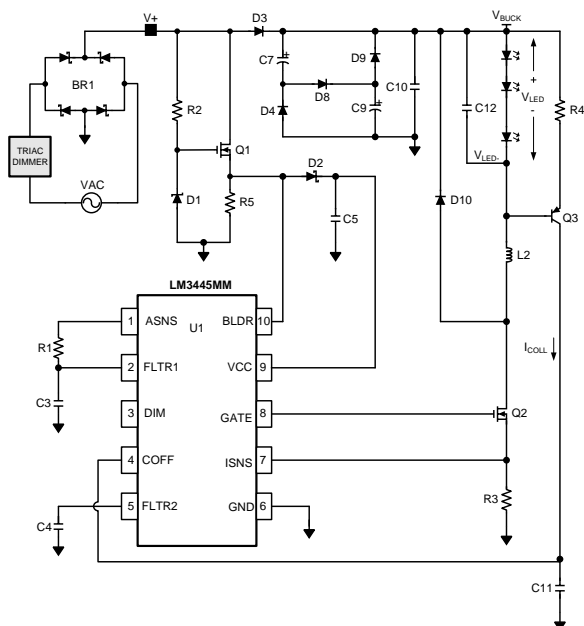 V+
D3
VBUCK
C7
D9
D8
D4
C9
C10
C12
+
VLED
-
VLED-
R4
BR1
R2
Q1
TRIAC
DIMMER
VAC
D1
R5
D2
C5
D10
Q3
L2
ICOLL
LM3445MM
U1
1 ASNS
BLDR 10
R1
2 FLTR1
VCC 9
C3
3 DIM
GATE 8
Q2
4 COFF
ISNS 7
R3
C4
5 FLTR2
GND 6
C11